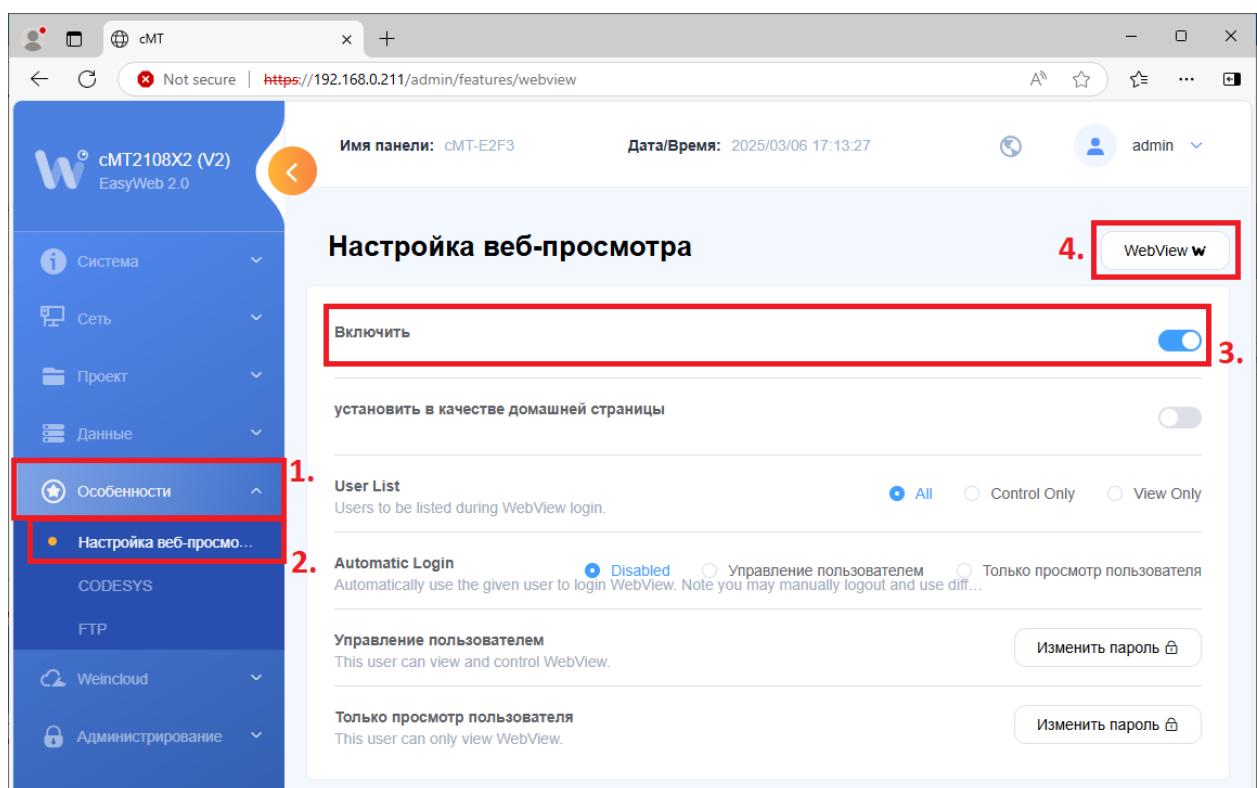 cMT
Not secure https://192.168.0.211/admin/features/webview
cMT2108X2 (V2)
EasyWeb 2.0
Имя панели: cMT-E2F3 Дата/Время: 2025/03/06 17:13:27 admin
Система
Сеть
Проект
Данные
1.
Особенности
Настройка веб-просмо...
2.
CODESYS
FTP
Weincloud
Администрирование
Настройка веб-просмотра
4. WebView
Включить
3.
установить в качестве домашней страницы
User List
Users to be listed during WebView login.
All Control Only View Only
Automatic Login
Disabled Управление пользователем Только просмотр пользователя
Automatically use the given user to login WebView. Note you may manually logout and use diff...
Управление пользователем
This user can view and control WebView.
Изменить пароль
Только просмотр пользователя
This user can only view WebView.
Изменить пароль